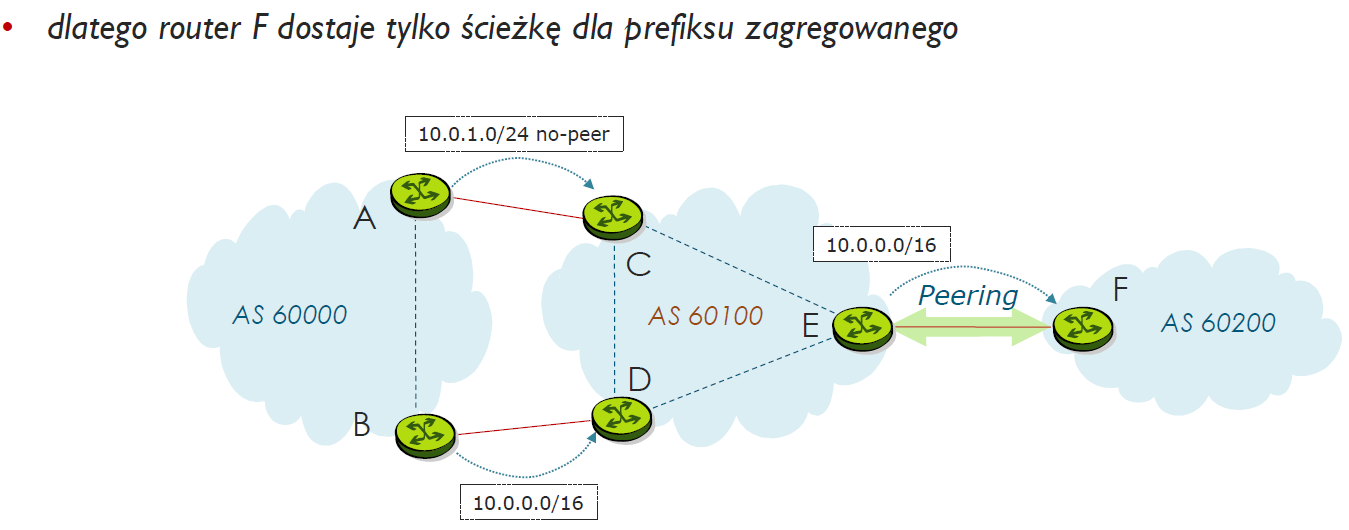 • dlatego router F dostaje tylko ścieżkę dla prefiksu zagregowanego
10.0.1.0/24 no-peer
A
C
10.0.0.0/16
Peering
F
AS 60000
AS 60100
E
AS 60200
D
B
10.0.0.0/16